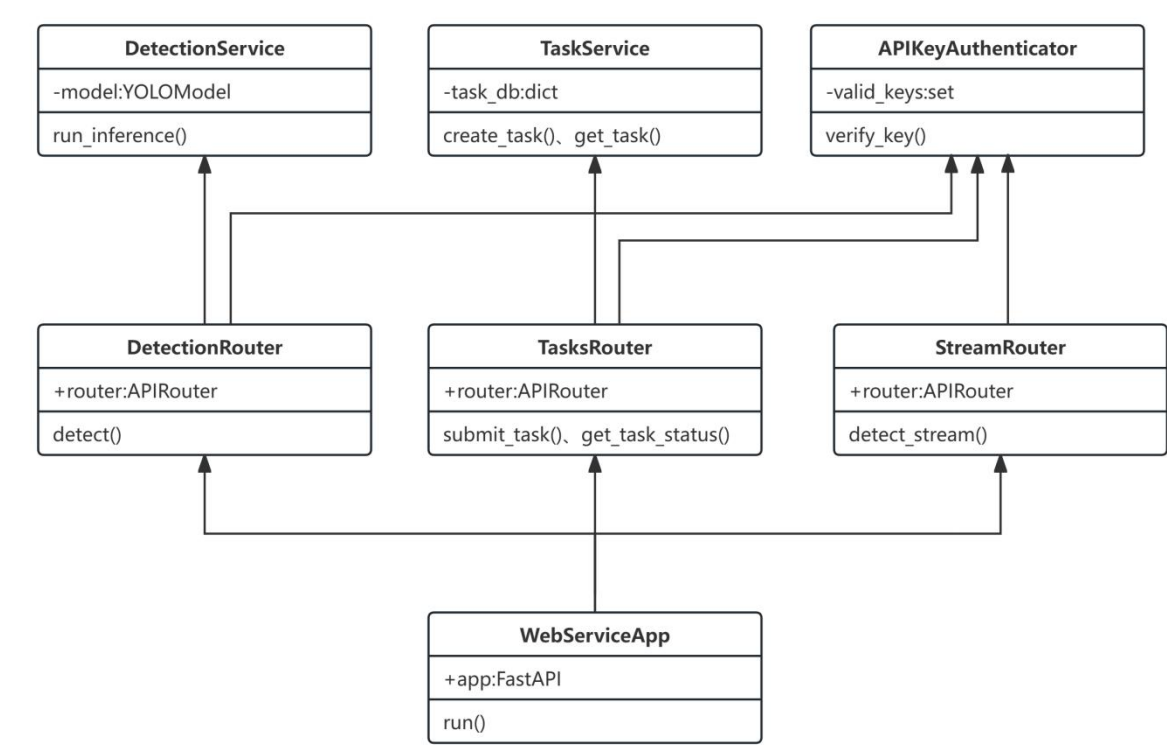 DetectionService
-model:YOLOModel
run_inference()
TaskService
-task_db:dict
create_task()、get_task()
APIKeyAuthenticator
-valid_keys:set
verify_key()
DetectionRouter
+router:APIRouter
detect()
TasksRouter
+router:APIRouter
submit_task()、get_task_status()
StreamRouter
+router:APIRouter
detect_stream()
WebServiceApp
+app:FastAPI
run()